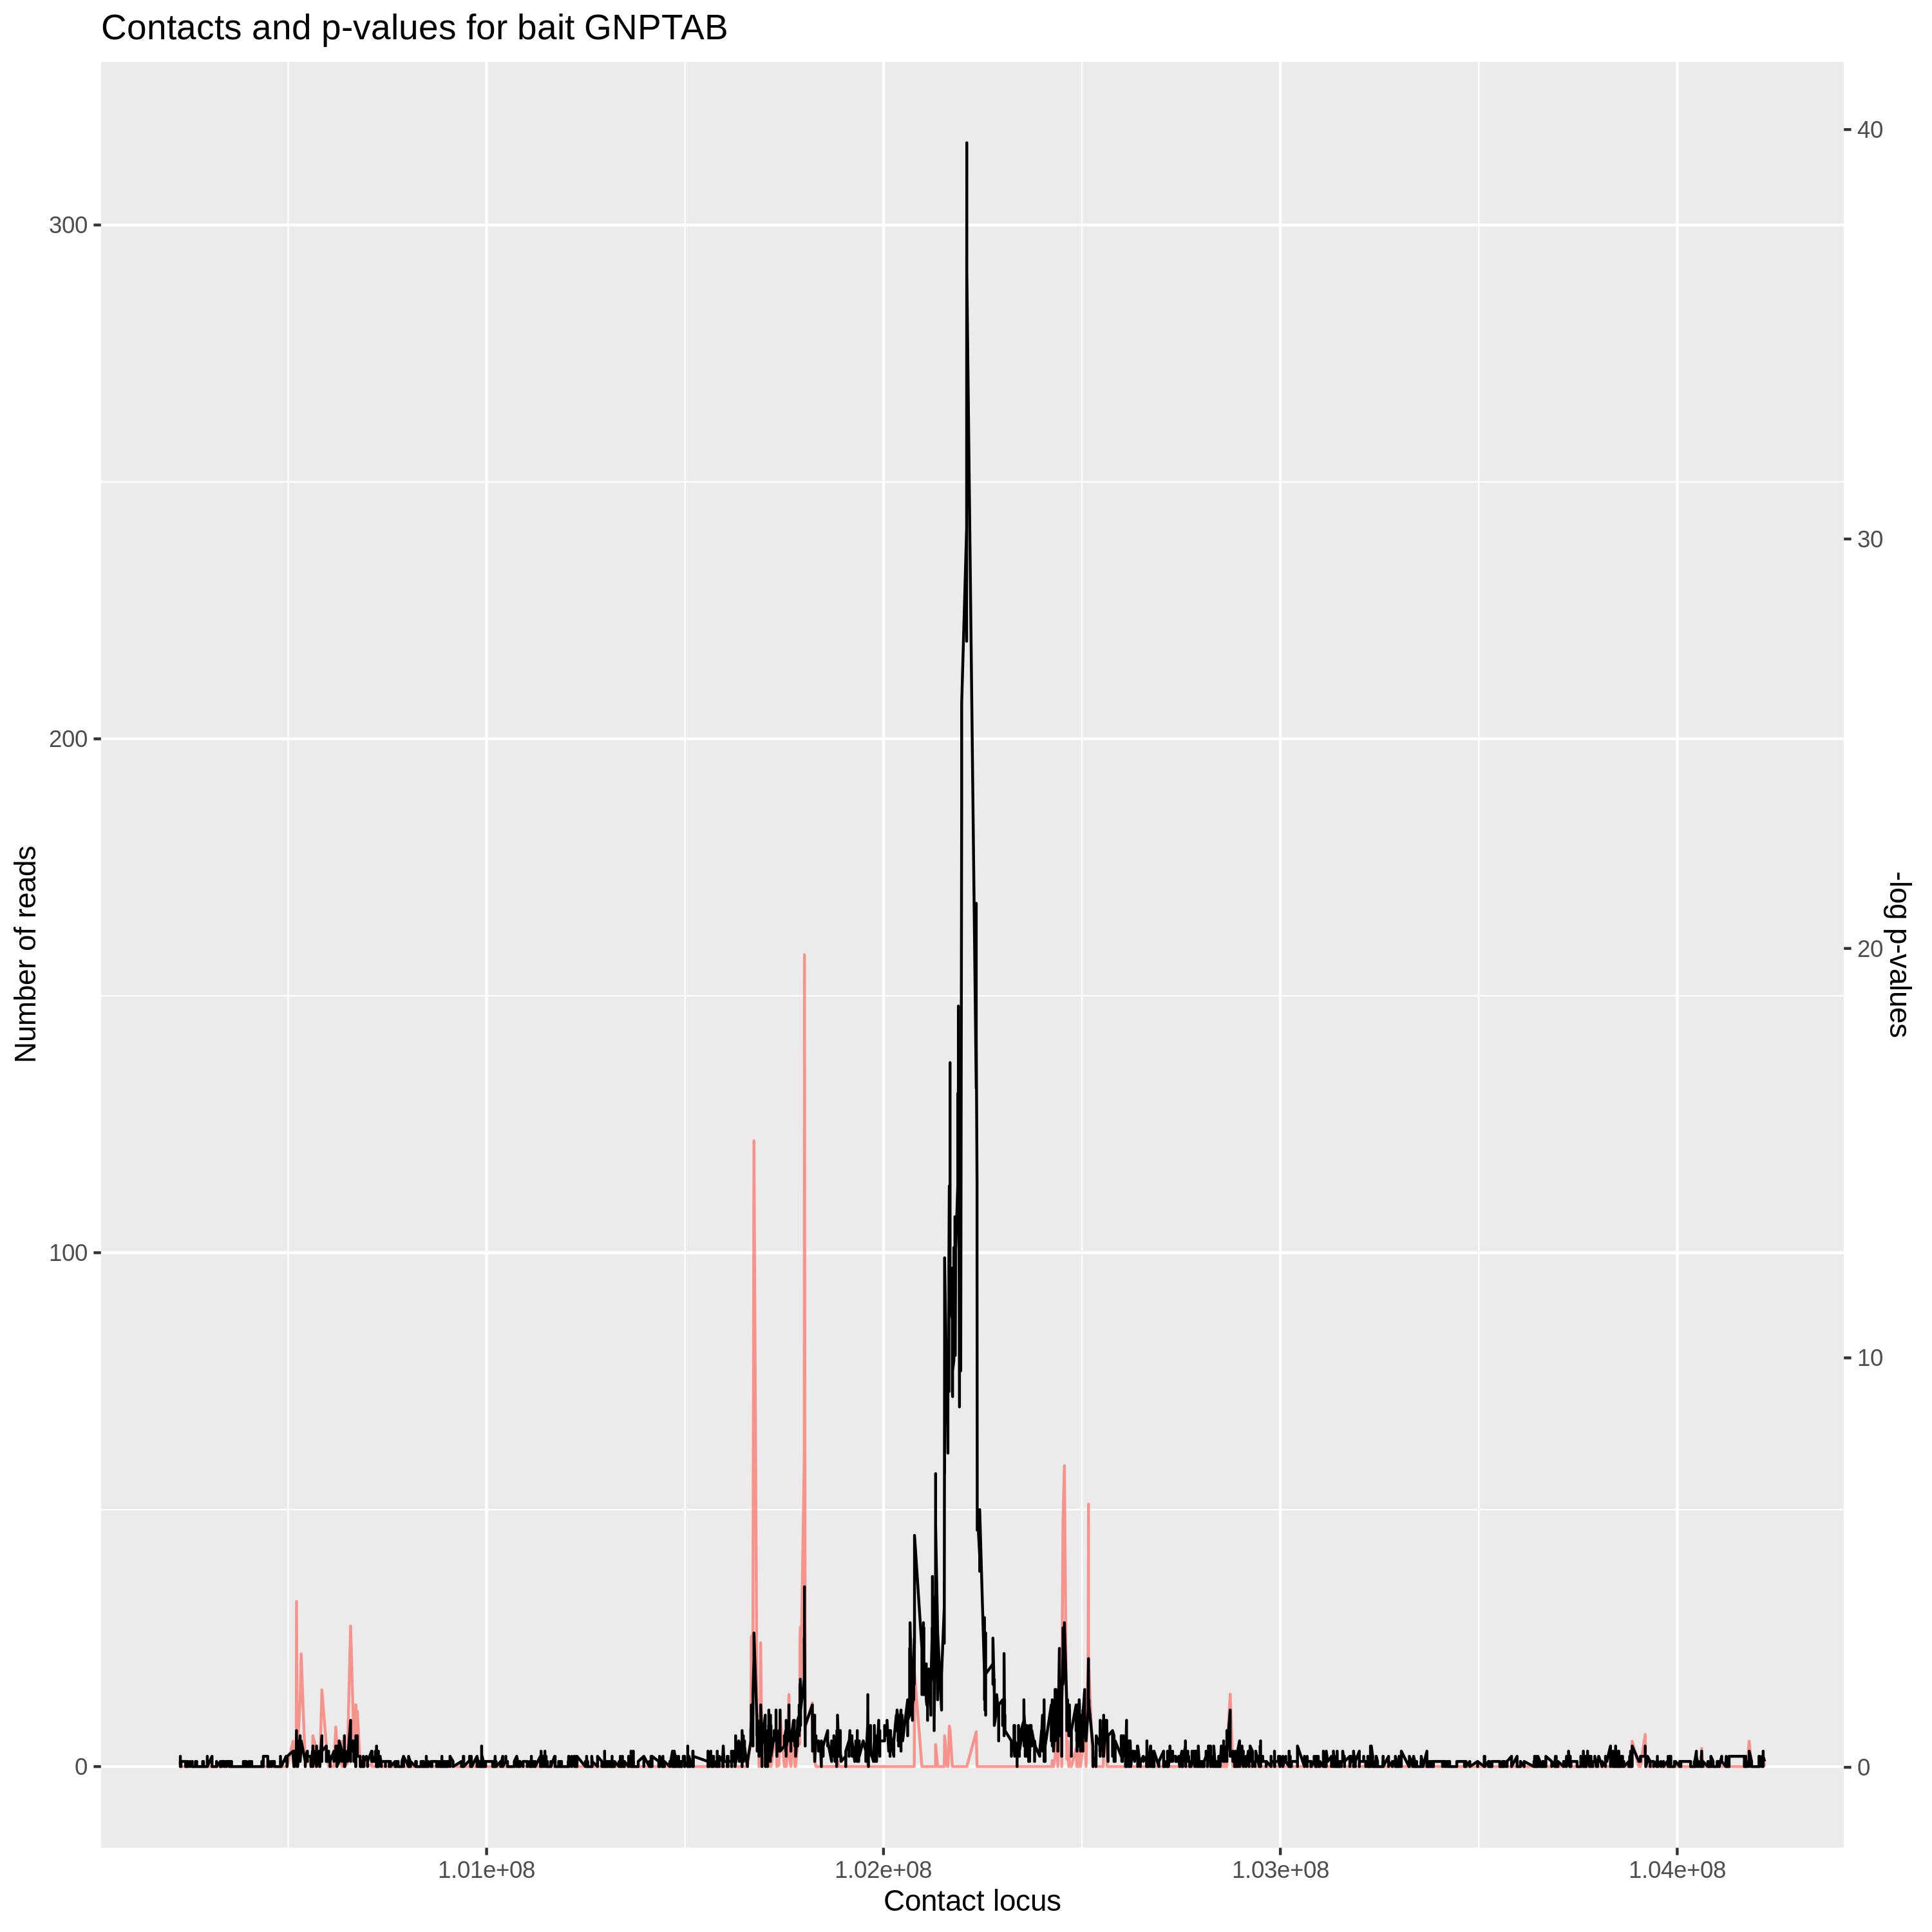 Contacts and p-values for bait GNPTAB
Number of reads
300
200
100
0
40
30
20
10
0
-log p-values
1.01e+08 1.02e+08 1.03e+08 1.04e+08
Contact locus